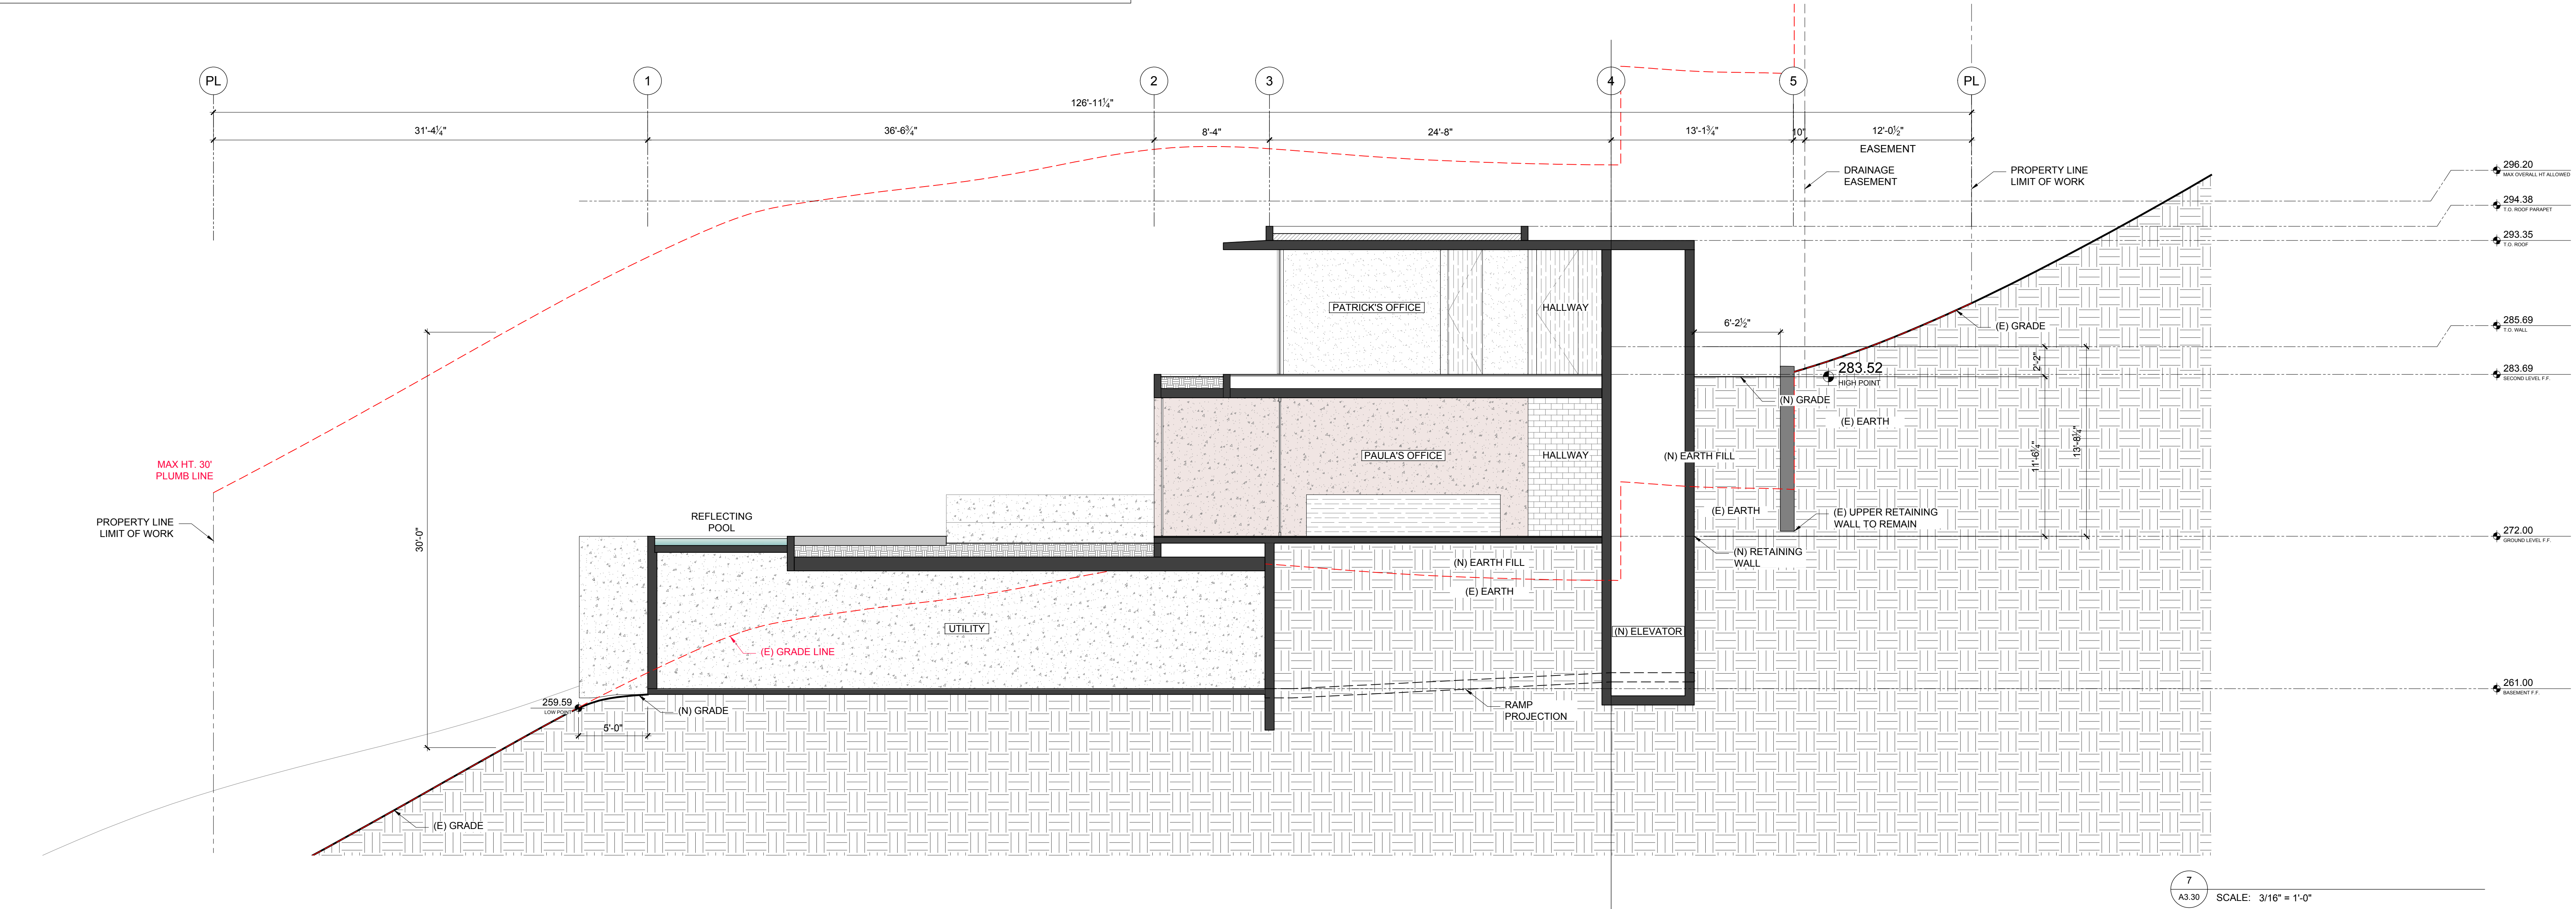 PL
1
2
3
4
5
PL
126'-11¼"
31'-4¼"
36'-6¾"
8'-4"
24'-8"
13'-1¾"
10"
12'-0½"
EASEMENT
DRAINAGE
EASEMENT
PROPERTY LINE
LIMIT OF WORK
296.20
MAX OVERALL HT ALLOWED
294.38
T.O. ROOF PARAPET
293.35
T.O. ROOF
285.69
T.O. WALL
283.69
SECOND LEVEL F.F.
272.00
GROUND LEVEL F.F.
261.00
BASEMENT F.F.
PATRICK'S OFFICE
HALLWAY
6'-2½"
(E) GRADE
2'-2"
283.52
HIGH POINT
(N) GRADE
(E) EARTH
11'-6¼"
13'-8¼"
MAX HT. 30'
PLUMB LINE
PROPERTY LINE
LIMIT OF WORK
30'-0"
PAULA'S OFFICE
HALLWAY
(N) EARTH FILL
(E) EARTH
(E) UPPER RETAINING
WALL TO REMAIN
(N) RETAINING
WALL
REFLECTING
POOL
(N) EARTH FILL
(E) EARTH
UTILITY
(N) ELEVATOR
(E) GRADE LINE
259.59
LOW POINT
(N) GRADE
5'-0"
RAMP
PROJECTION
(E) GRADE
7
A3.30
SCALE: 3/16" = 1'-0"